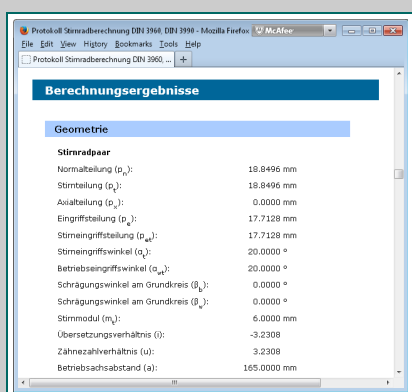 Protokoll Stirnradberechnung DIN 3960, DIN 3990 - Mozilla Firefox McAfee
File Edit View History Bookmarks Tools Help
Protokoll Stirnradberechnung DIN 3960, ... +
Berechnungsergebnisse
Geometrie
Stirnradpaar
Normalteilung (pn): 18.8496 mm
Stirnteilung (pt): 18.8496 mm
Axialteilung (px): 0.0000 mm
Eingriffsteilung (pe): 17.7128 mm
Stirneingriffsteilung (pet): 17.7128 mm
Stirneingriffswinkel (αt): 20.0000 °
Betriebseingriffswinkel (αwt): 20.0000 °
Schrägungswinkel am Grundkreis (βb): 0.0000 °
Schrägungswinkel am Grundkreis (βw): 0.0000 °
Stirnmodul (mt): 6.0000 mm
Übersetzungsverhältnis (i): -3.2308
Zähnezahlverhältnis (u): 3.2308
Betriebsachsabstand (a): 165.0000 mm